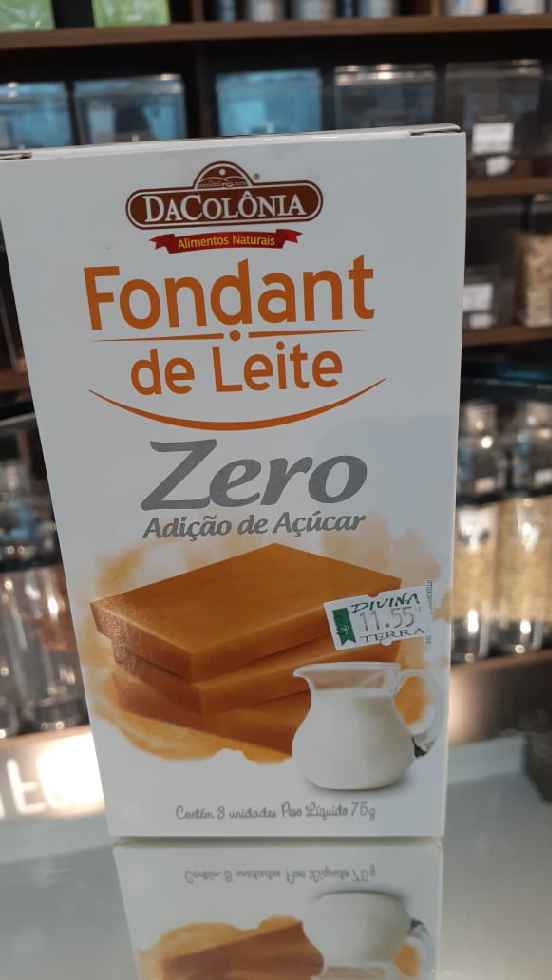 DACOLÔNIA
Alimentos Naturais
Fondant
de Leite
Zero
Adição de Açúcar
DIVINA
11.55
TERRA
Contém 3 unidades Peso Líquido 75g